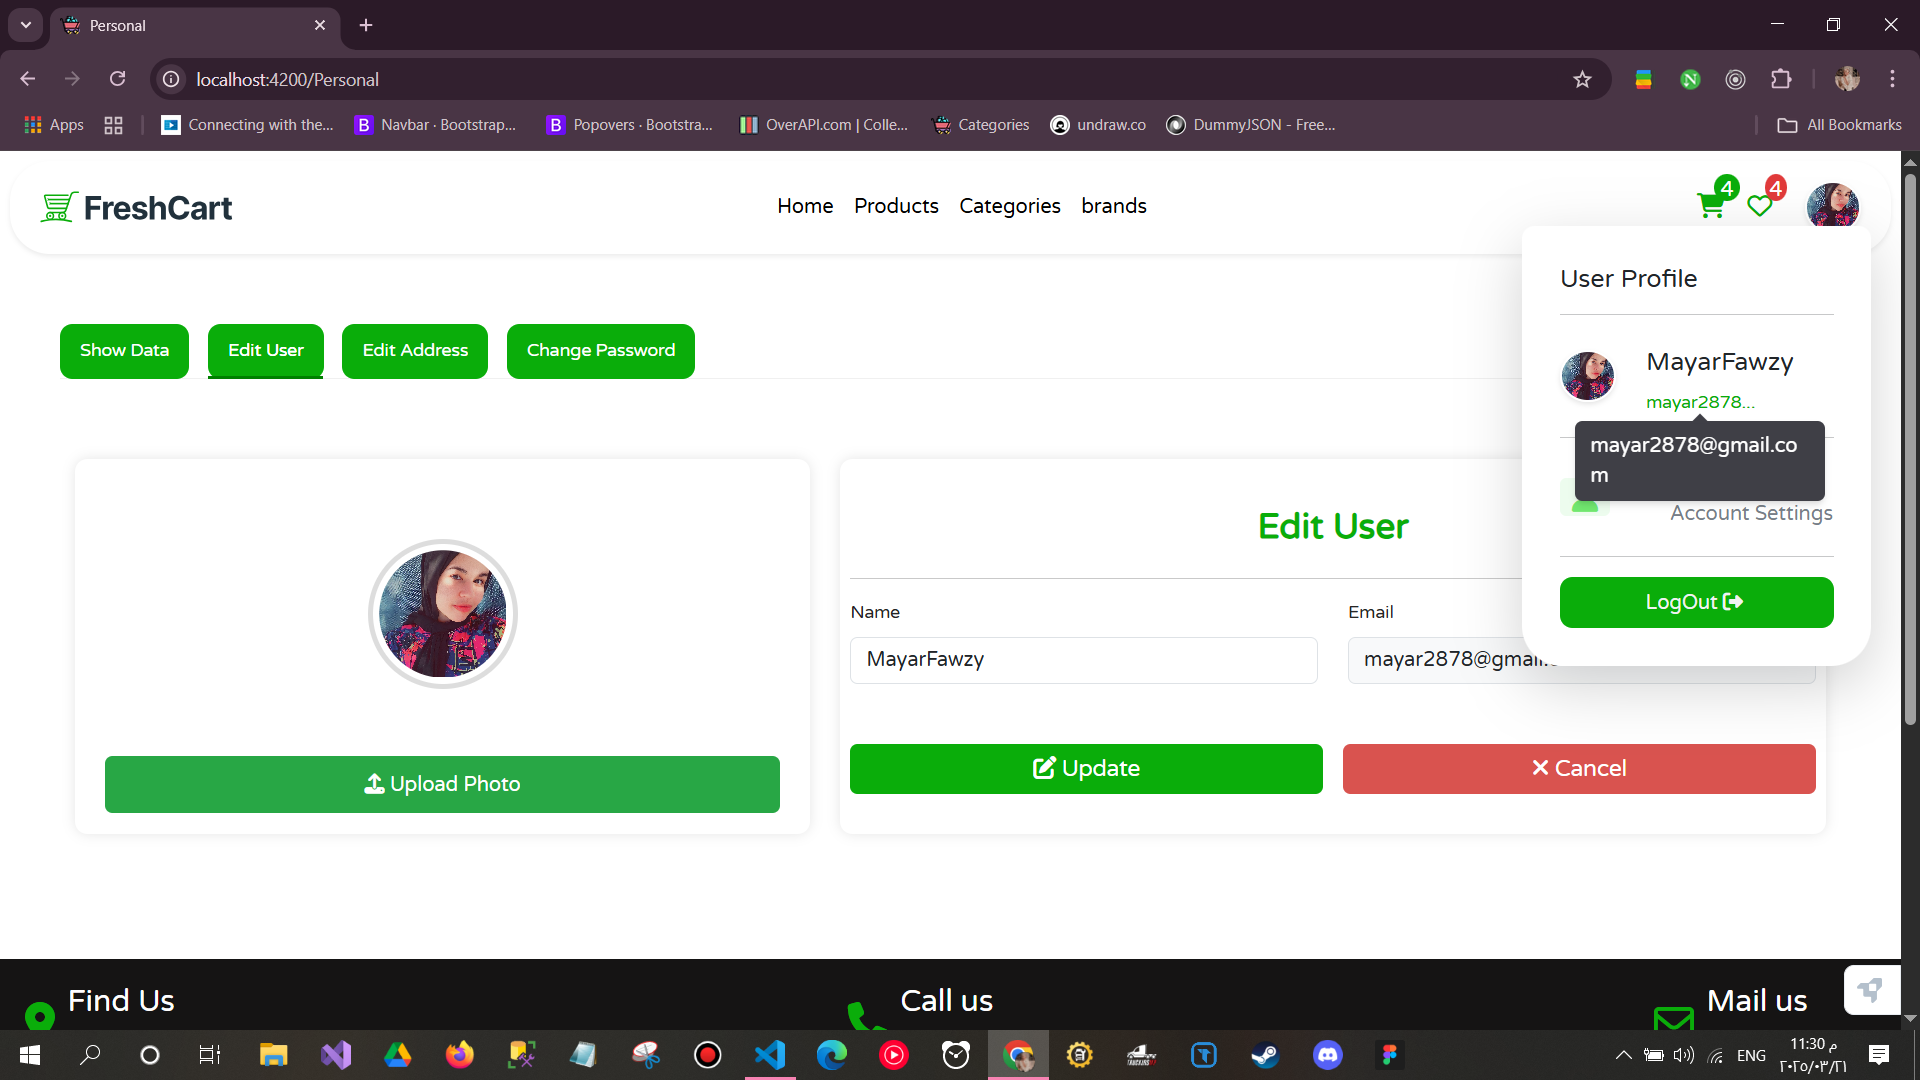 Personal
localhost:4200/Personal
Apps
Connecting with the...
Navbar · Bootstrap...
Popovers · Bootstra...
OverAPI.com | Colle...
Categories
undraw.co
DummyJSON - Free...
All Bookmarks
FreshCart
Home
Products
Categories
brands
4
4
User Profile
MayarFawzy
mayar2878...
mayar2878@gmail.co
m
Account Settings
LogOut
Show Data
Edit User
Edit Address
Change Password
Upload Photo
Edit User
Name
Email
MayarFawzy
mayar2878@gmail.
Update
Cancel
Find Us
Call us
Mail us
ENG
11:30 م
٢٠٢٥/٠٣/٢١